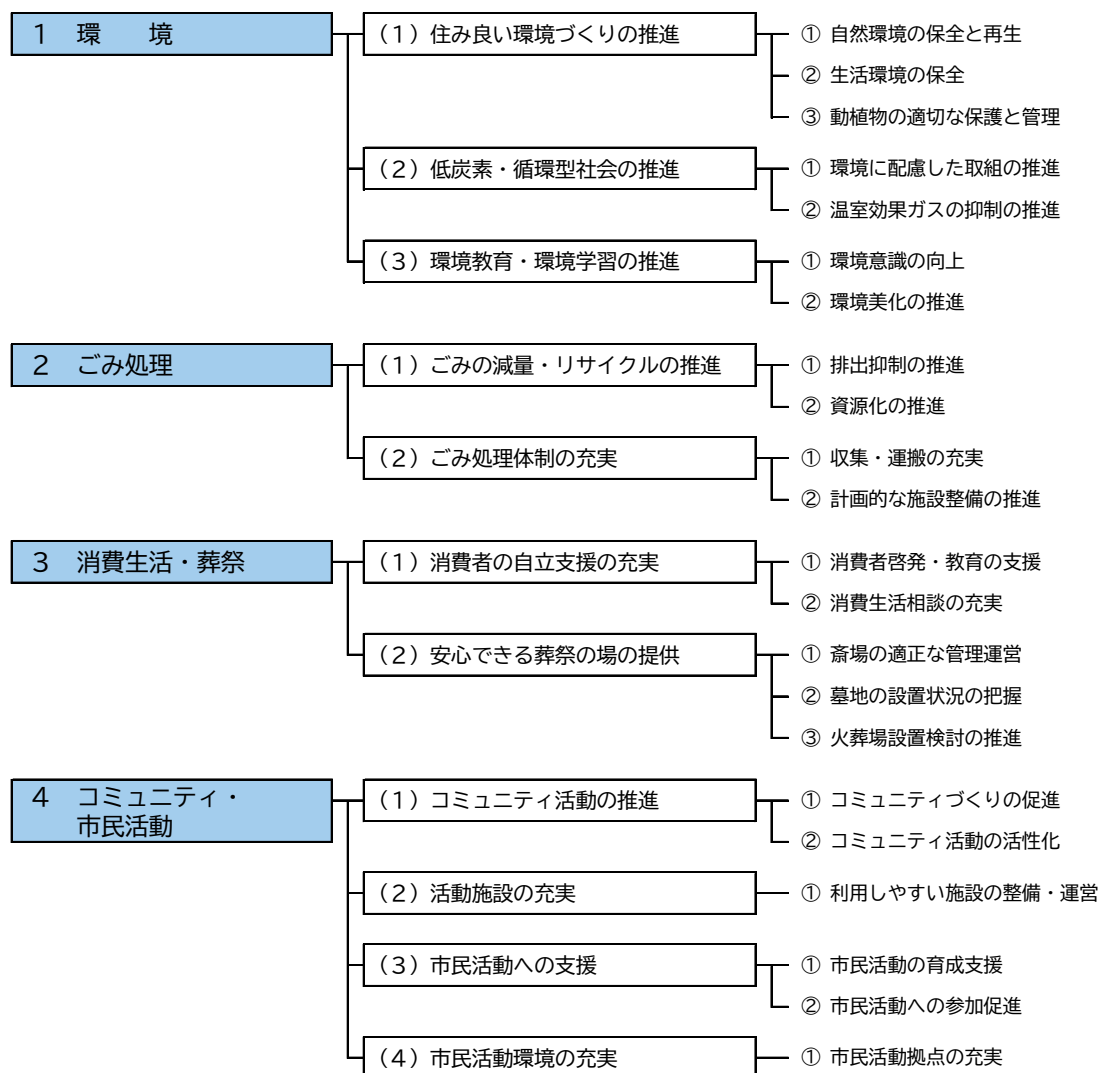 1 環　境
（1）住み良い環境づくりの推進
① 自然環境の保全と再生
② 生活環境の保全
③ 動植物の適切な保護と管理
（2）低炭素・循環型社会の推進
① 環境に配慮した取組の推進
② 温室効果ガスの抑制の推進
（3）環境教育・環境学習の推進
① 環境意識の向上
② 環境美化の推進
2 ごみ処理
（1）ごみの減量・リサイクルの推進
① 排出抑制の推進
② 資源化の推進
（2）ごみ処理体制の充実
① 収集・運搬の充実
② 計画的な施設整備の推進
3 消費生活・葬祭
（1）消費者の自立支援の充実
① 消費者啓発・教育の支援
② 消費生活相談の充実
（2）安心できる葬祭の場の提供
① 斎場の適正な管理運営
② 墓地の設置状況の把握
③ 火葬場設置検討の推進
4 コミュニティ・
市民活動
（1）コミュニティ活動の推進
① コミュニティづくりの促進
② コミュニティ活動の活性化
（2）活動施設の充実
① 利用しやすい施設の整備・運営
（3）市民活動への支援
① 市民活動の育成支援
② 市民活動への参加促進
（4）市民活動環境の充実
① 市民活動拠点の充実